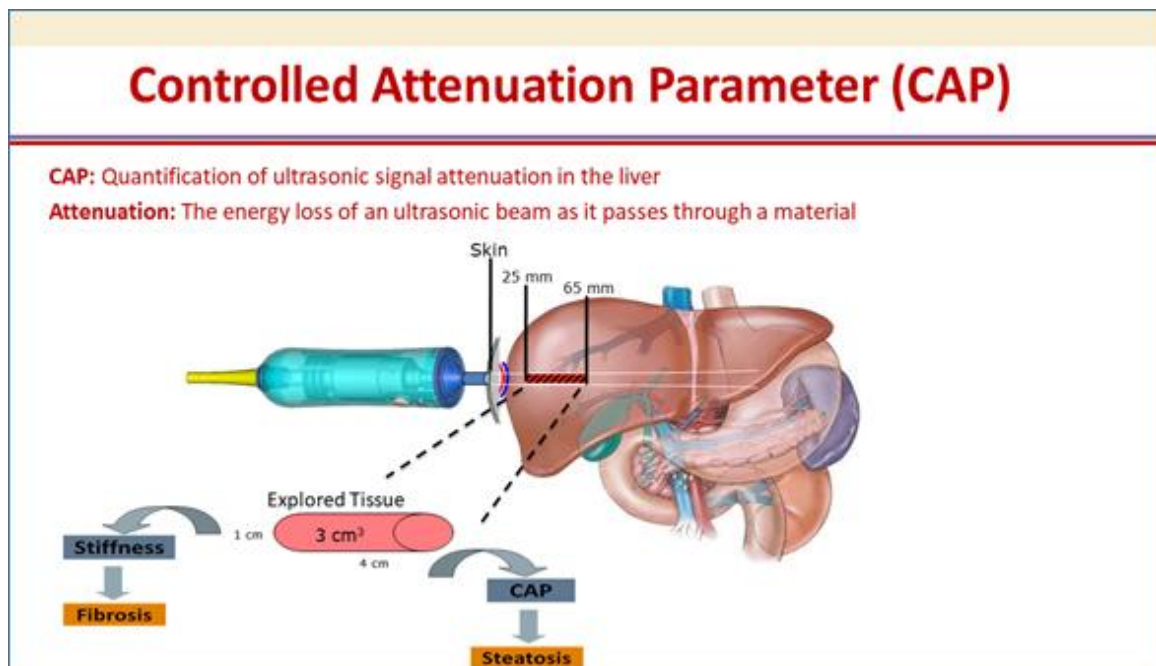 Controlled Attenuation Parameter (CAP)
CAP: Quantification of ultrasonic signal attenuation in the liver
Attenuation: The energy loss of an ultrasonic beam as it passes through a material
Skin
25 mm
65 mm
Explored Tissue
1 cm
3 cm³
4 cm
Stiffness
Fibrosis
CAP
Steatosis